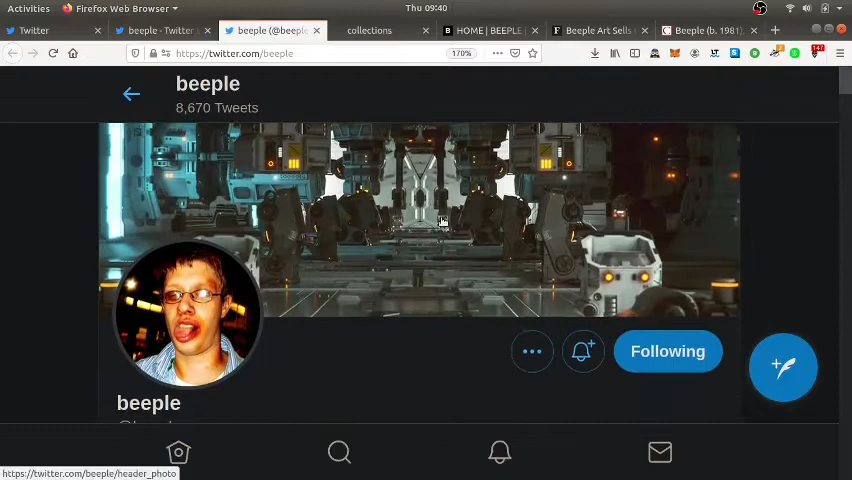 Activities Firefox Web Browser Thu 09:40
Twitter beeple - Twitter beeple (@beeple collections HOME | BEEPLE Beeple Art Sells Beeple (b. 1981)
https://twitter.com/beeple 170% 147
beeple
8,670 Tweets
Following
beeple
https://twitter.com/beeple/header_photo